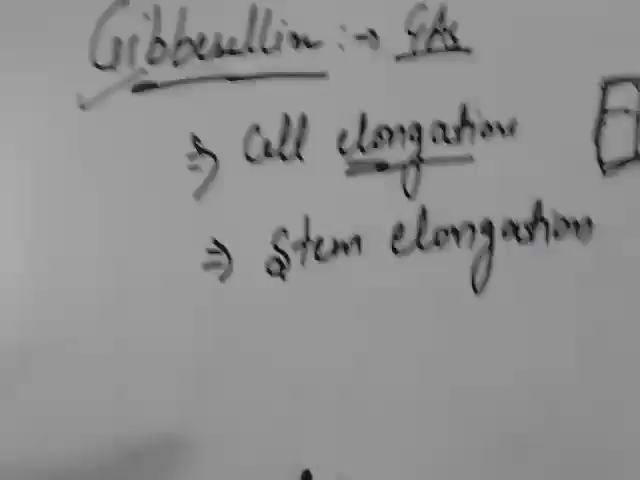 Gibberellin :→ GAs
⇒ Cell elongation
⇒ Stem elongation